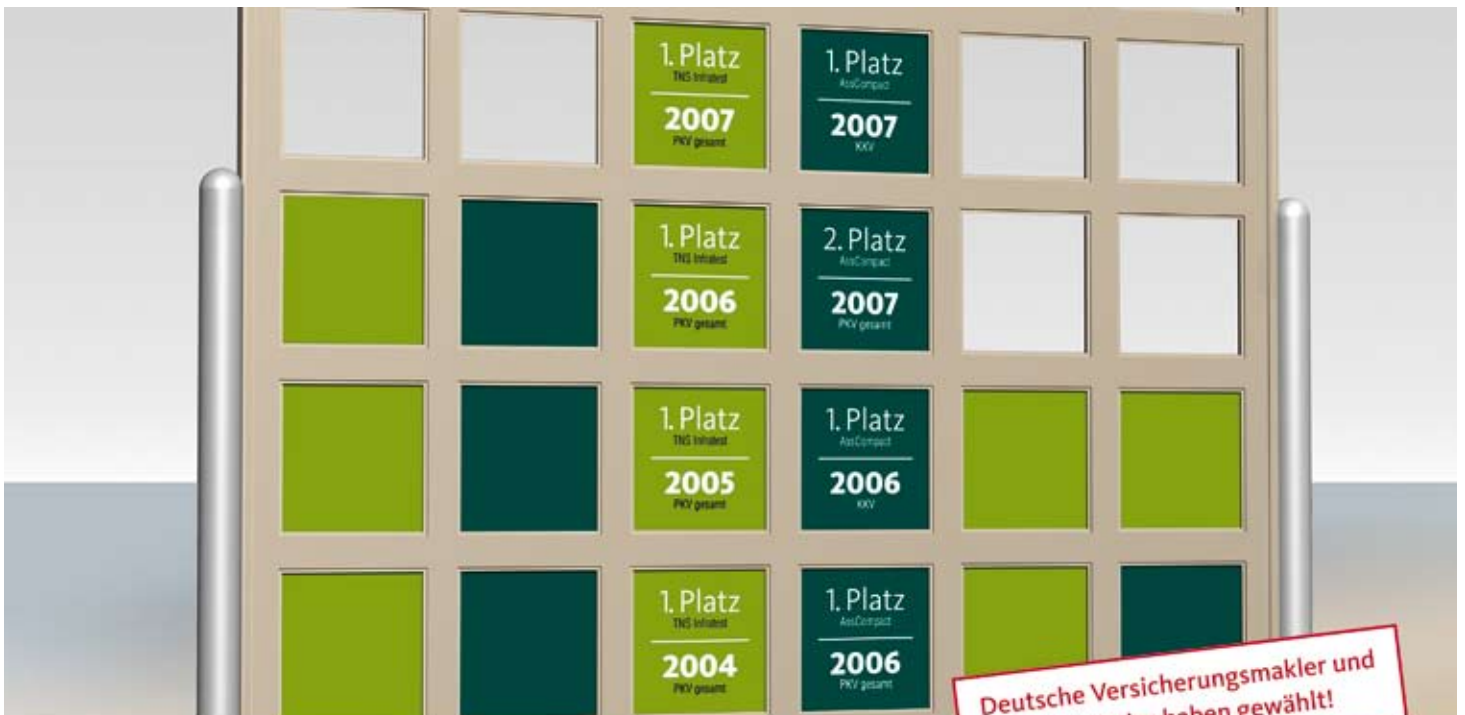 1. Platz
TNS Infratest
2007
PKV gesamt
1. Platz
AssCompact
2007
KKV
1. Platz
TNS Infratest
2006
PKV gesamt
2. Platz
AssCompact
2007
PKV gesamt
1. Platz
TNS Infratest
2005
PKV gesamt
1. Platz
AssCompact
2006
KKV
1. Platz
TNS Infratest
2004
PKV gesamt
1. Platz
AssCompact
2006
PKV gesamt
Deutsche Versicherungsmakler und
haben gewählt!